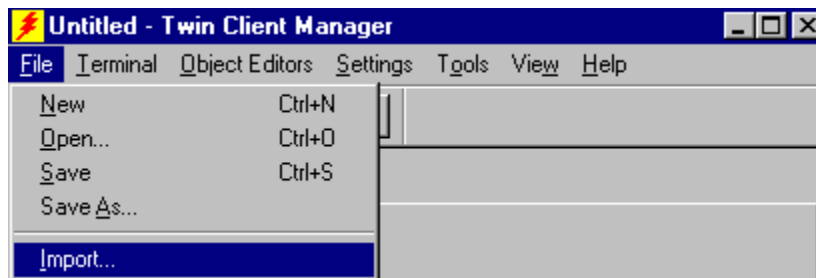 Untitled - Twin Client Manager
File Terminal Object Editors Settings Tools View Help
New Ctrl+N
Open... Ctrl+O
Save Ctrl+S
Save As...
Import...